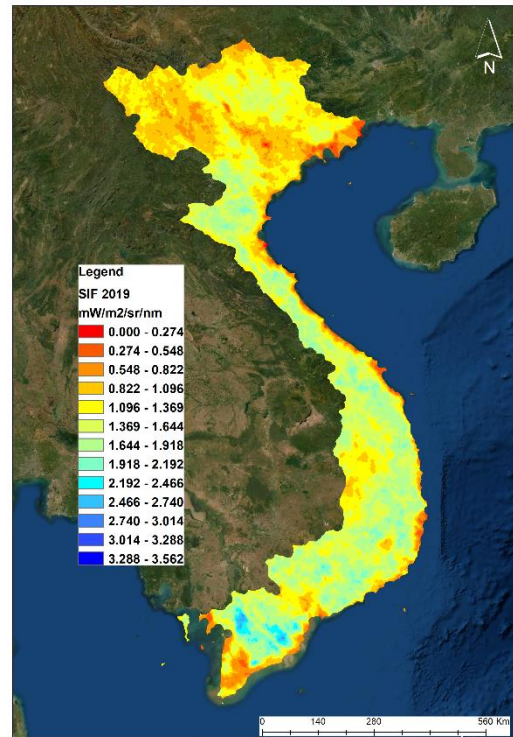 N
Legend
SIF 2019
mW/m2/sr/nm
0.000 - 0.274
0.274 - 0.548
0.548 - 0.822
0.822 - 1.096
1.096 - 1.369
1.369 - 1.644
1.644 - 1.918
1.918 - 2.192
2.192 - 2.466
2.466 - 2.740
2.740 - 3.014
3.014 - 3.288
3.288 - 3.562
0 140 280 560 Km